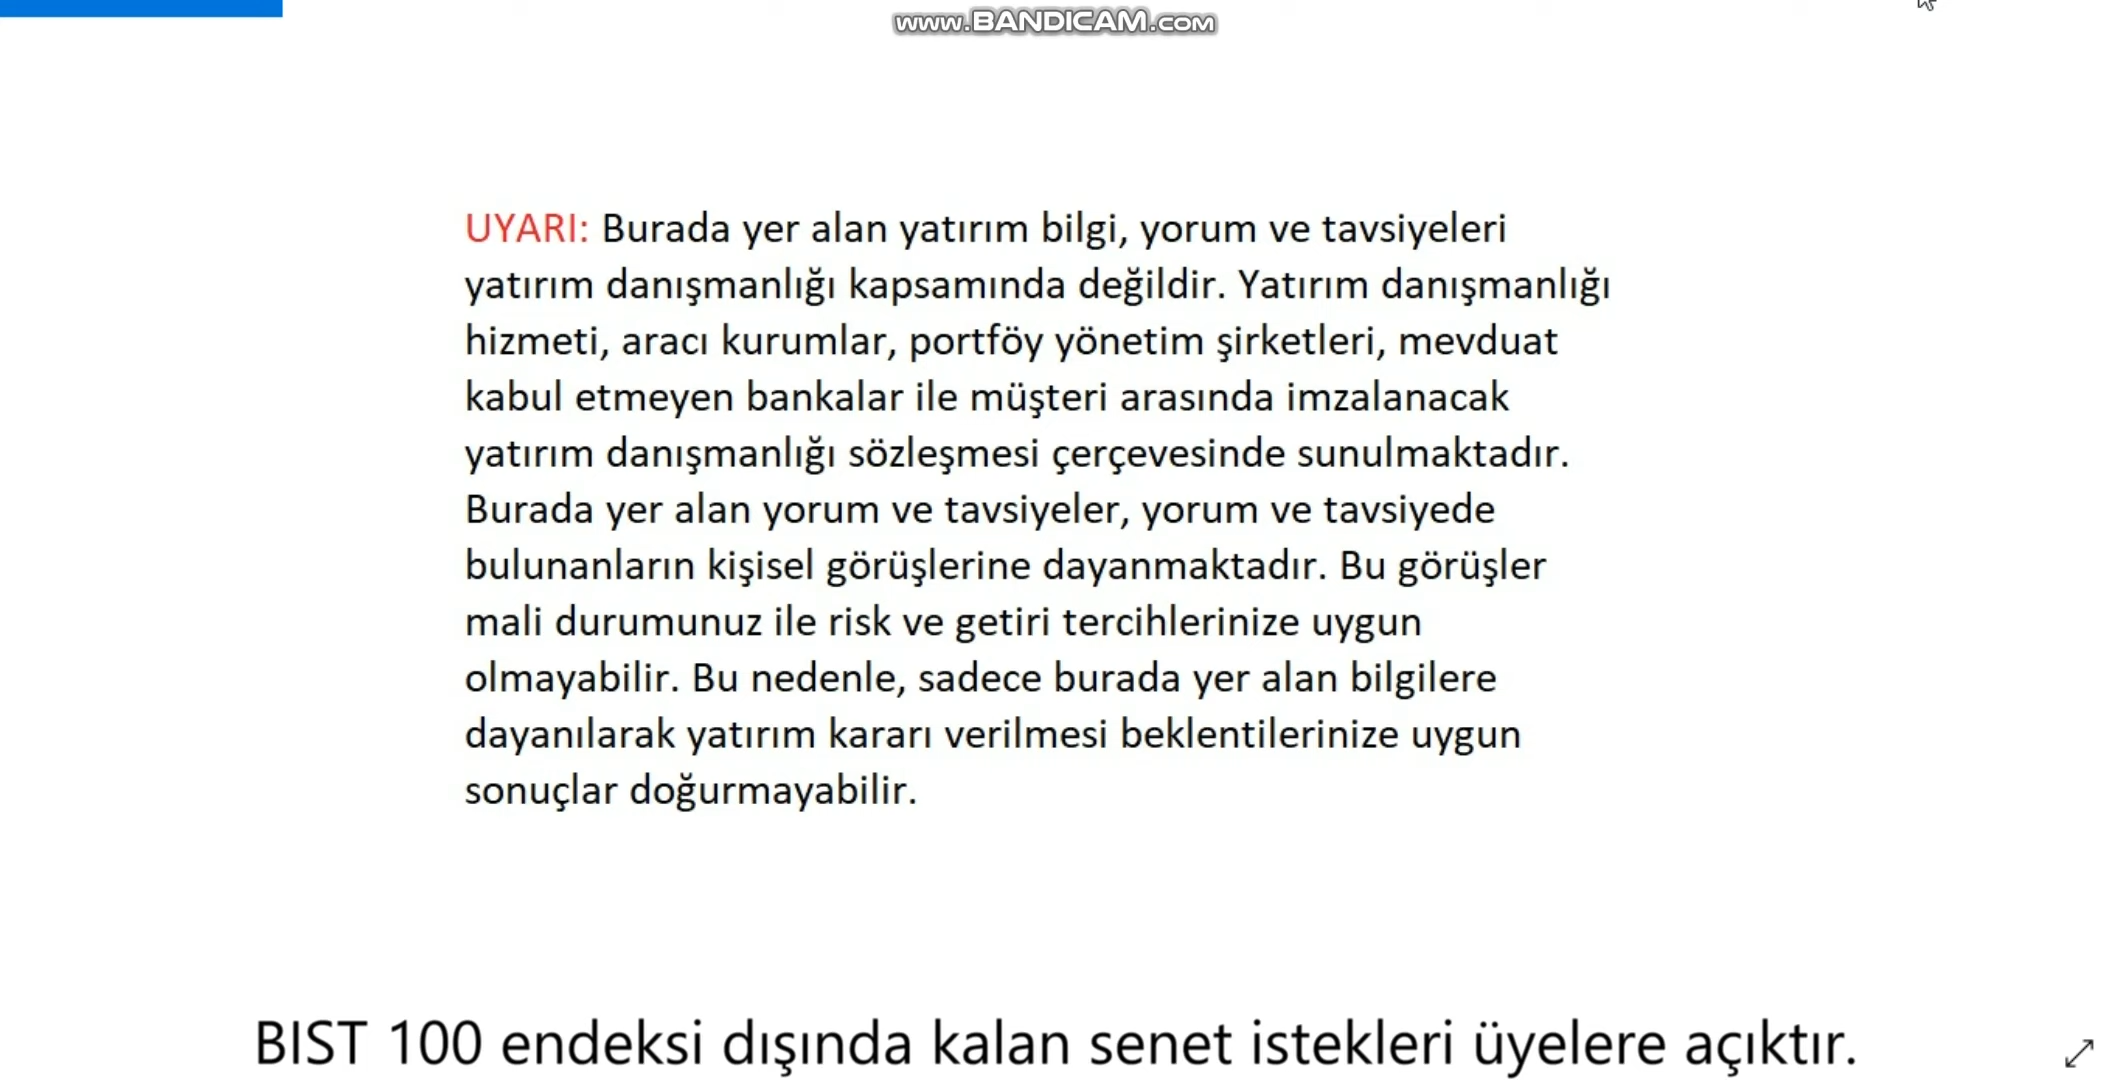 www.BANDICAM.com
UYARI: Burada yer alan yatırım bilgi, yorum ve tavsiyeleri
yatırım danışmanlığı kapsamında değildir. Yatırım danışmanlığı
hizmeti, aracı kurumlar, portföy yönetim şirketleri, mevduat
kabul etmeyen bankalar ile müşteri arasında imzalanacak
yatırım danışmanlığı sözleşmesi çerçevesinde sunulmaktadır.
Burada yer alan yorum ve tavsiyeler, yorum ve tavsiyede
bulunanların kişisel görüşlerine dayanmaktadır. Bu görüşler
mali durumunuz ile risk ve getiri tercihlerinize uygun
olmayabilir. Bu nedenle, sadece burada yer alan bilgilere
dayanılarak yatırım kararı verilmesi beklentilerinize uygun
sonuçlar doğurmayabilir.
BIST 100 endeksi dışında kalan senet istekleri üyelere açıktır.